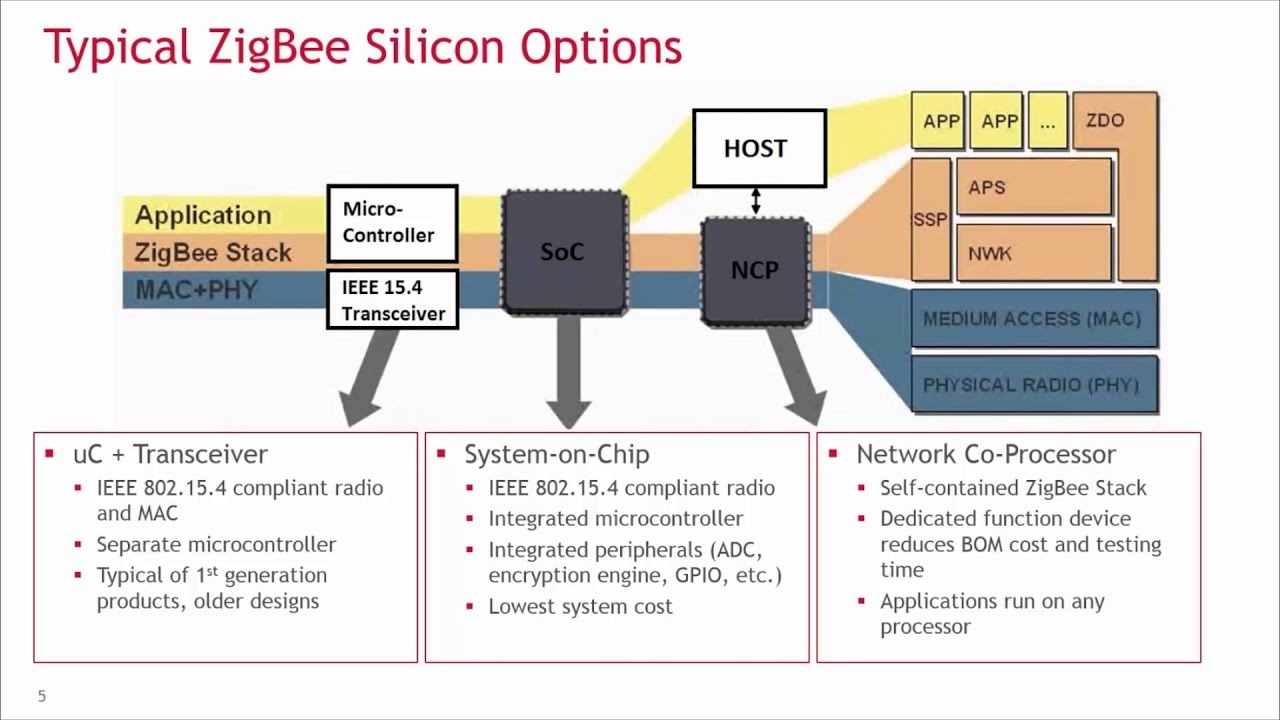 Typical ZigBee Silicon Options
Application
ZigBee Stack
MAC+PHY
Micro-
Controller
IEEE 15.4
Transceiver
SoC
HOST
NCP
APP
APP
...
ZDO
SSP
APS
NWK
MEDIUM ACCESS (MAC)
PHYSICAL RADIO (PHY)
▪ uC + Transceiver
▪ IEEE 802.15.4 compliant radio
and MAC
▪ Separate microcontroller
▪ Typical of 1st generation
products, older designs
▪ System-on-Chip
▪ IEEE 802.15.4 compliant radio
▪ Integrated microcontroller
▪ Integrated peripherals (ADC,
encryption engine, GPIO, etc.)
▪ Lowest system cost
▪ Network Co-Processor
▪ Self-contained ZigBee Stack
▪ Dedicated function device
reduces BOM cost and testing
time
▪ Applications run on any
processor
5